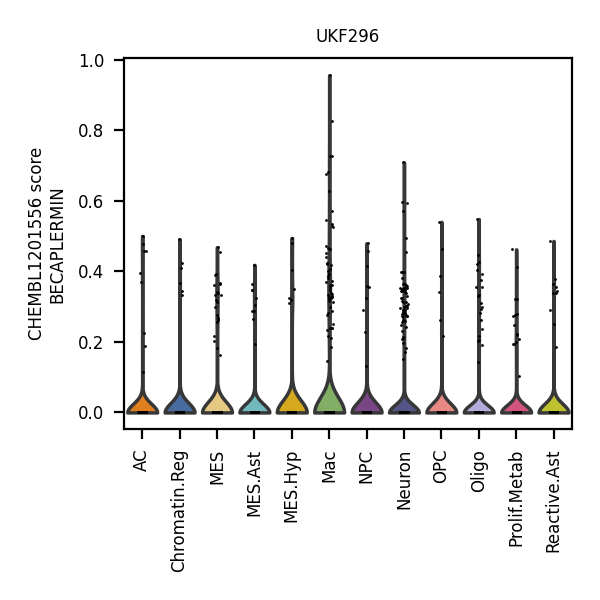 UKF296
CHEMBL1201556 score
BECAPLERMIN
1.0
0.8
0.6
0.4
0.2
0.0
AC
Chromatin.Reg
MES
MES.Ast
MES.Hyp
Mac
NPC
Neuron
OPC
Oligo
Prolif.Metab
Reactive.Ast